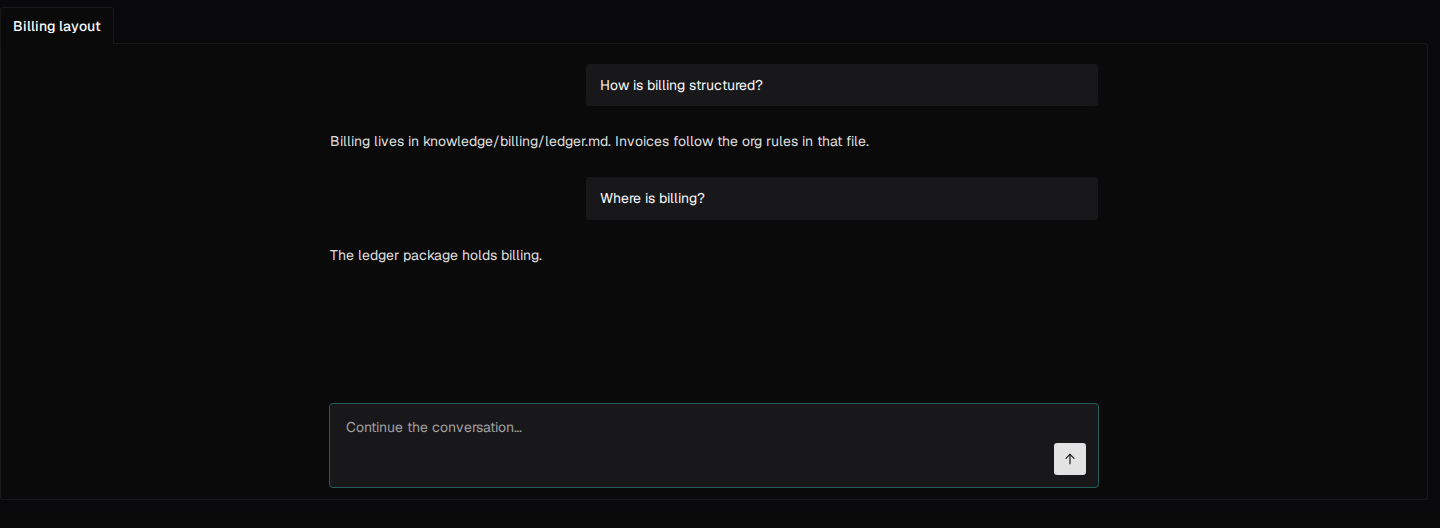 Billing layout
How is billing structured?
Billing lives in knowledge/billing/ledger.md. Invoices follow the org rules in that file.
Where is billing?
The ledger package holds billing.
Continue the conversation…